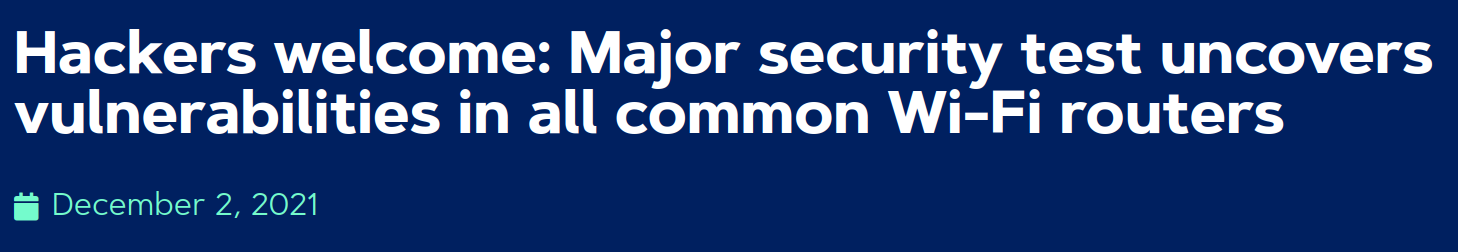 Hackers welcome: Major security test uncovers
vulnerabilities in all common Wi-Fi routers
December 2, 2021